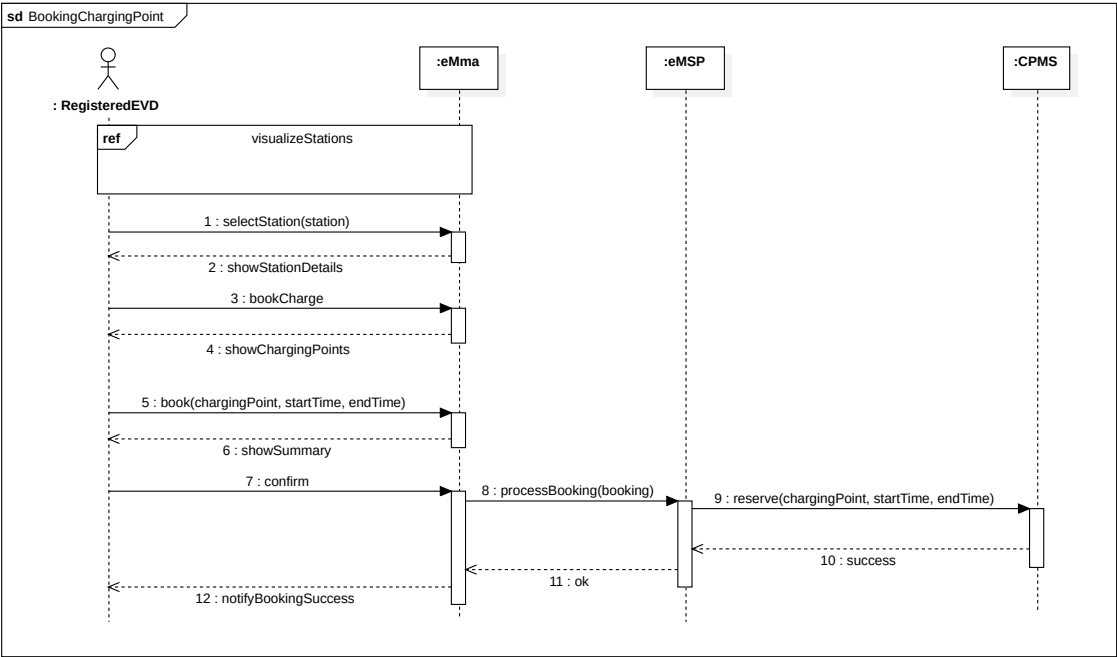 sd BookingChargingPoint
:eMma
:eMSP
:CPMS
: RegisteredEVD
ref
visualizeStations
1 : selectStation(station)
2 : showStationDetails
3 : bookCharge
4 : showChargingPoints
5 : book(chargingPoint, startTime, endTime)
6 : showSummary
7 : confirm
8 : processBooking(booking)
9 : reserve(chargingPoint, startTime, endTime)
10 : success
11 : ok
12 : notifyBookingSuccess